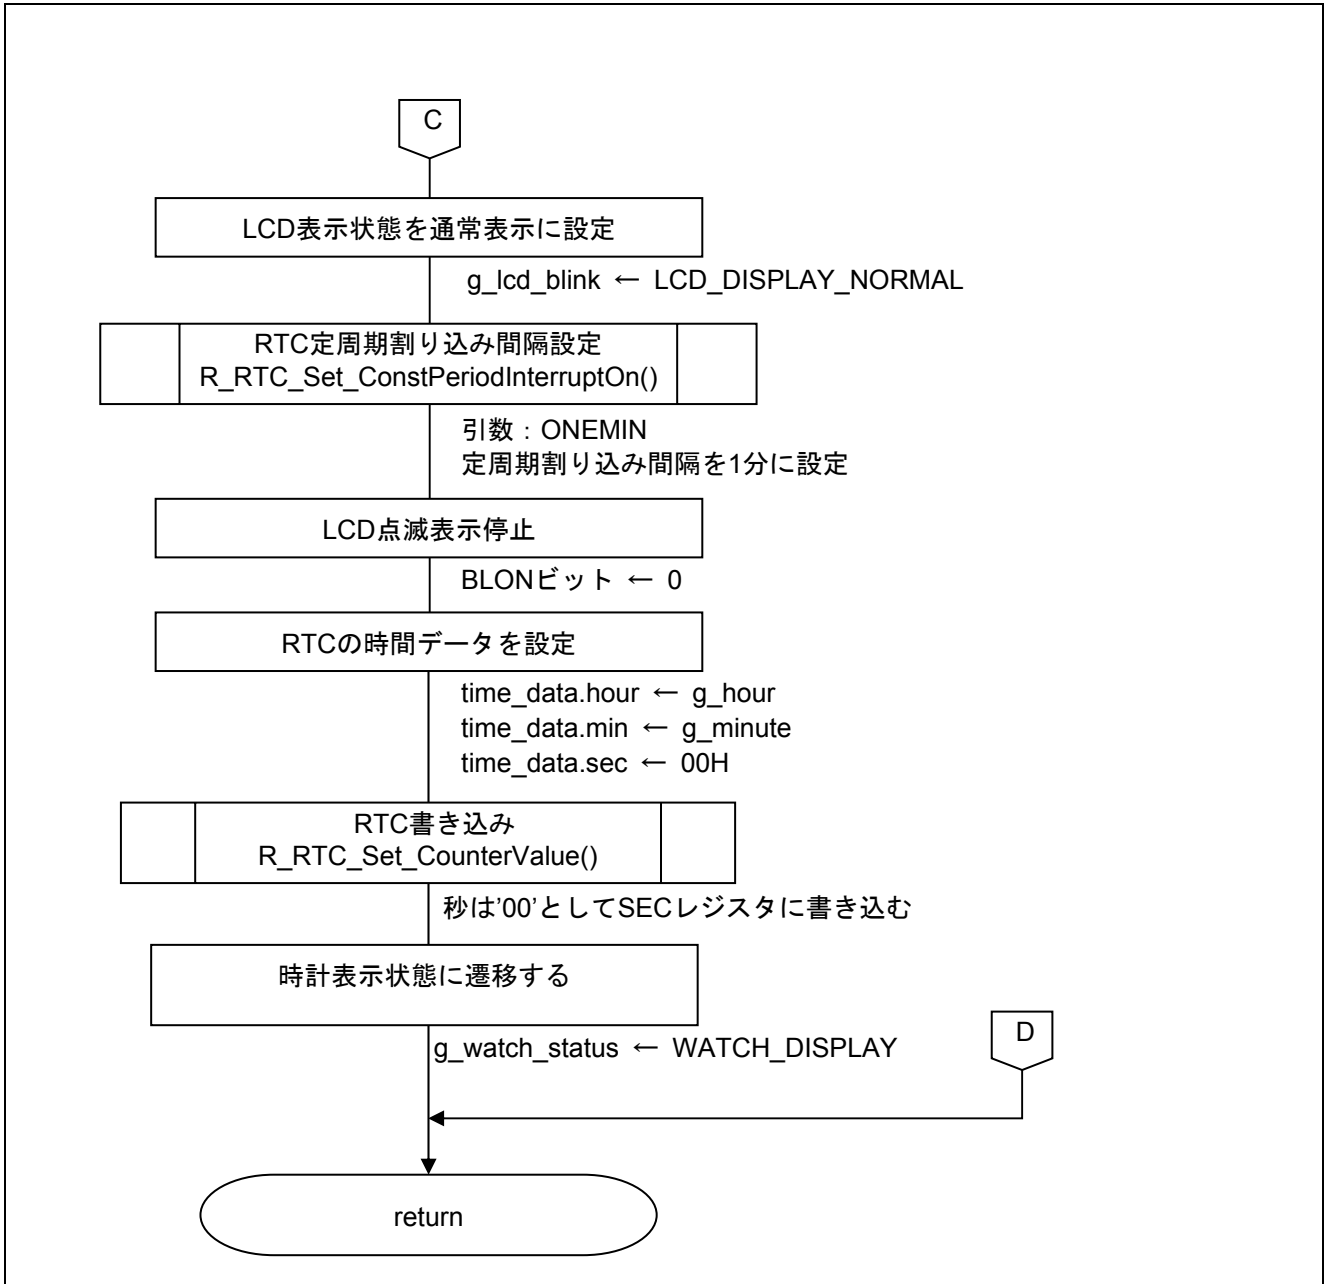 C
LCD表示状態を通常表示に設定
g_lcd_blink ← LCD_DISPLAY_NORMAL
RTC定周期割り込み間隔設定
R_RTC_Set_ConstPeriodInterruptOn()
引数：ONEMIN
定周期割り込み間隔を1分に設定
LCD点滅表示停止
BLONビット ← 0
RTCの時間データを設定
time_data.hour ← g_hour
time_data.min ← g_minute
time_data.sec ← 00H
RTC書き込み
R_RTC_Set_CounterValue()
秒は’00’としてSECレジスタに書き込む
時計表示状態に遷移する
D
g_watch_status ← WATCH_DISPLAY
return